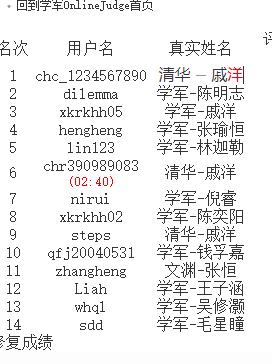 回到学军OnlineJudge首页
名次 用户名 真实姓名
1 chc_1234567890 清华 - 戚洋
2 dilemma 学军-陈明志
3 xkrkhh05 学军-戚洋
4 hengheng 学军-张瑜恒
5 lin123 学军-林迦勒
6 chr390989083 清华-戚洋
(02:40)
7 nirui 学军-倪睿
8 xkrkhh02 学军-陈奕阳
9 steps 清华-戚洋
10 qfj20040531 学军-钱孚嘉
11 zhangheng 文渊-张恒
12 Liah 学军-王子涵
13 whql 学军-吴修灏
14 sdd 学军-毛星曈
修复成绩